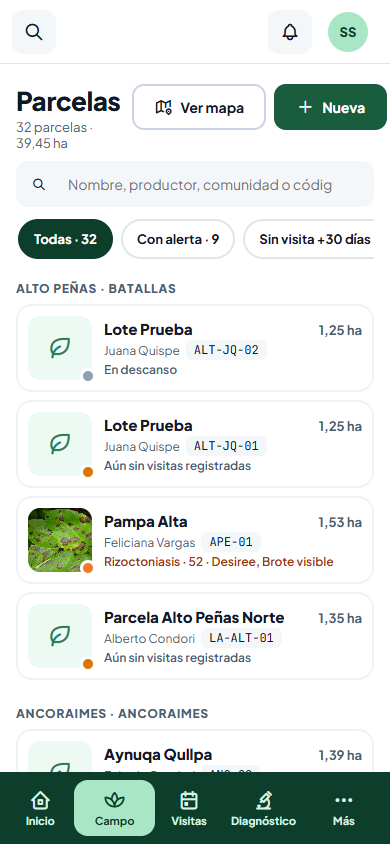 SS
Parcelas
32 parcelas ·
39,45 ha
Ver mapa
Nueva
Nombre, productor, comunidad o códig
Todas · 32
Con alerta · 9
Sin visita +30 días
ALTO PEÑAS · BATALLAS
Lote Prueba
1,25 ha
Juana Quispe ALT-JQ-02
En descanso
Lote Prueba
1,25 ha
Juana Quispe ALT-JQ-01
Aún sin visitas registradas
Pampa Alta
1,53 ha
Feliciana Vargas APE-01
Rizoctoniasis · 52 · Desiree, Brote visible
Parcela Alto Peñas Norte
1,35 ha
Alberto Condori LA-ALT-01
Aún sin visitas registradas
ANCORAIMES · ANCORAIMES
Aynuqa Qullpa
1,39 ha
Inicio
Campo
Visitas
Diagnóstico
Más